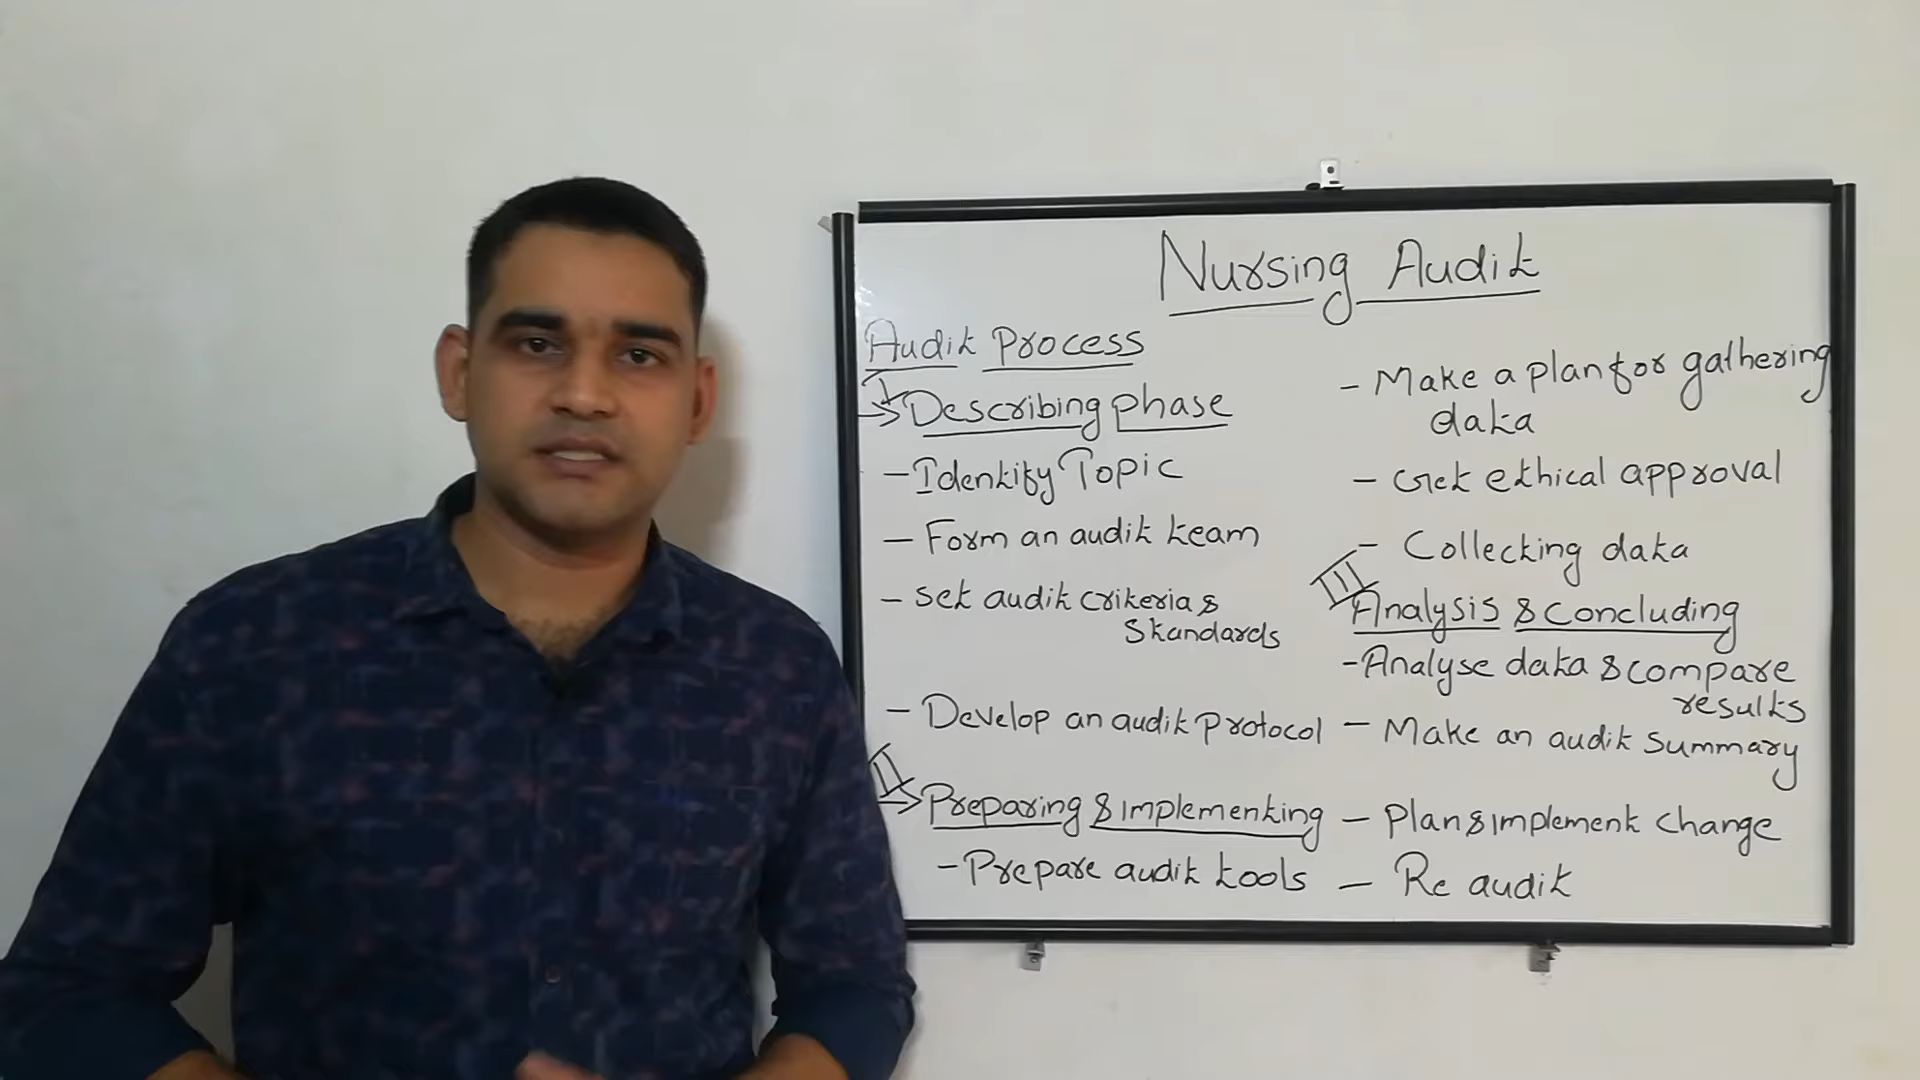 Nursing Audit
Audit Process
I
Describing phase
- Identify Topic
- Form an audit team
- Set audit criteria &
Standards
- Develop an audit protocol
II
Preparing & implementing
- Prepare audit tools
- Make a plan for gathering
data
- Get ethical approval
- Collecting data
III
Analysis & concluding
- Analyse data & compare
results
- Make an audit summary
- Plan & implement change
- Re audit